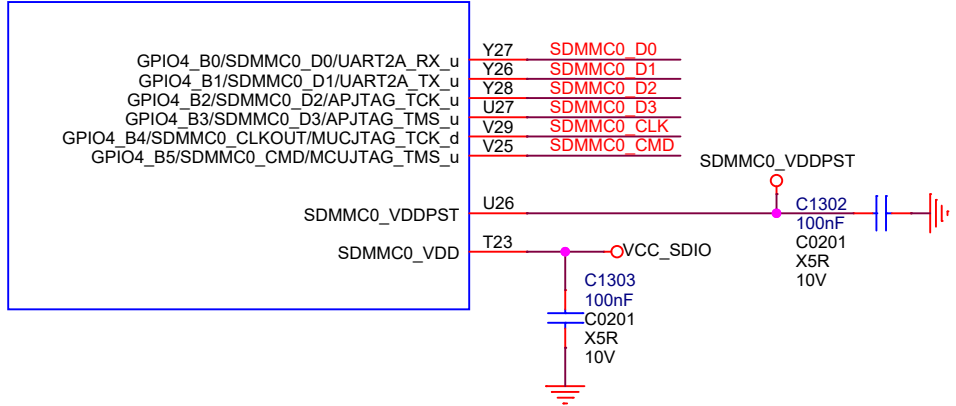 GPIO4_B0/SDMMC0_D0/UART2A_RX_u Y27 SDMMC0_D0
GPIO4_B1/SDMMC0_D1/UART2A_TX_u Y26 SDMMC0_D1
GPIO4_B2/SDMMC0_D2/APJTAG_TCK_u Y28 SDMMC0_D2
GPIO4_B3/SDMMC0_D3/APJTAG_TMS_u U27 SDMMC0_D3
GPIO4_B4/SDMMC0_CLKOUT/MUCJTAG_TCK_d V29 SDMMC0_CLK
GPIO4_B5/SDMMC0_CMD/MCUJTAG_TMS_u V25 SDMMC0_CMD
SDMMC0_VDDPST
SDMMC0_VDDPST U26
C1302
100nF
C0201
X5R
10V
SDMMC0_VDD T23 VCC_SDIO
C1303
100nF
C0201
X5R
10V